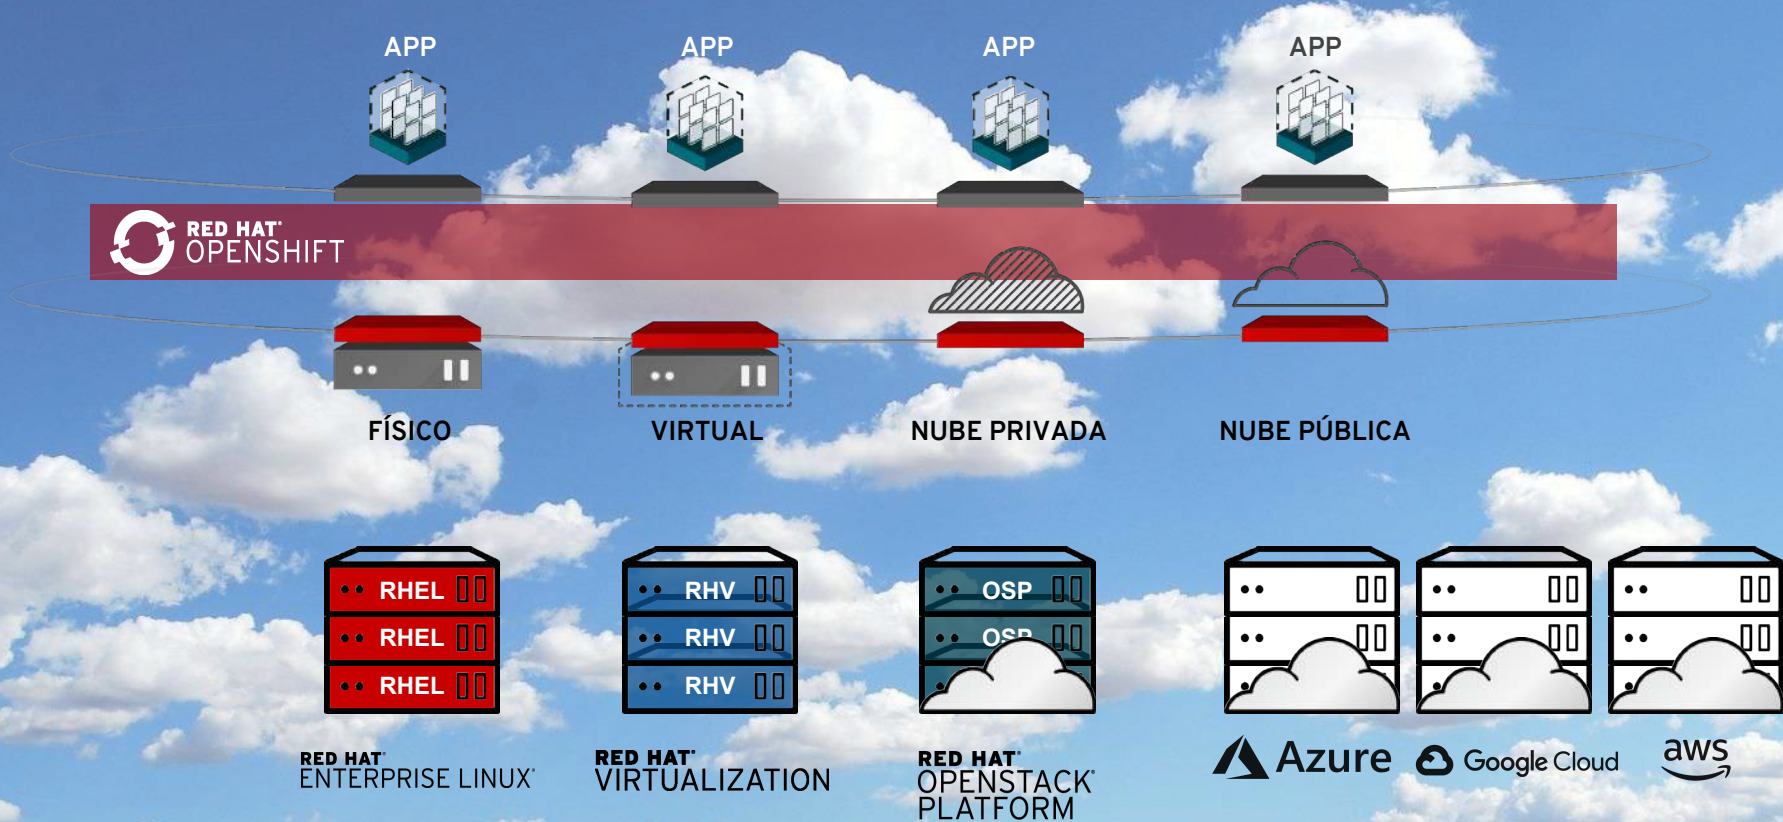 APP
APP
APP
APP
RED HAT®
OPENSHIFT
FÍSICO
VIRTUAL
NUBE PRIVADA
NUBE PÚBLICA
RHEL
RHV
OSP
RHEL
RHV
OSP
RHEL
RHV
RED HAT®
ENTERPRISE LINUX®
RED HAT®
VIRTUALIZATION
RED HAT®
OPENSTACK®
PLATFORM
Azure
Google Cloud
aws